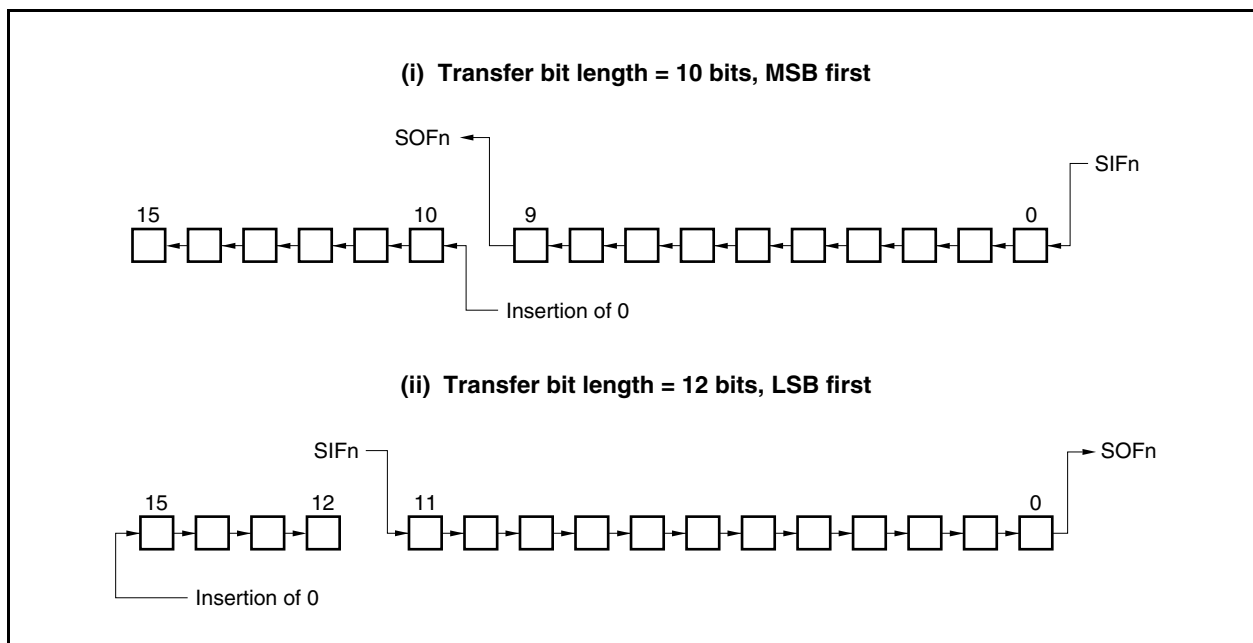 (i) Transfer bit length = 10 bits, MSB first
SOFn
SIFn
15
10
9
0
Insertion of 0
(ii) Transfer bit length = 12 bits, LSB first
SIFn
SOFn
15
12
11
0
Insertion of 0